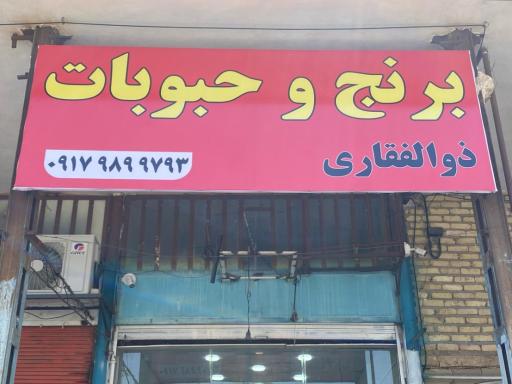 برنج و حبوبات
ذوالفقاری
۰۹۱۷ ۹۸۹ ۹۷۹۳